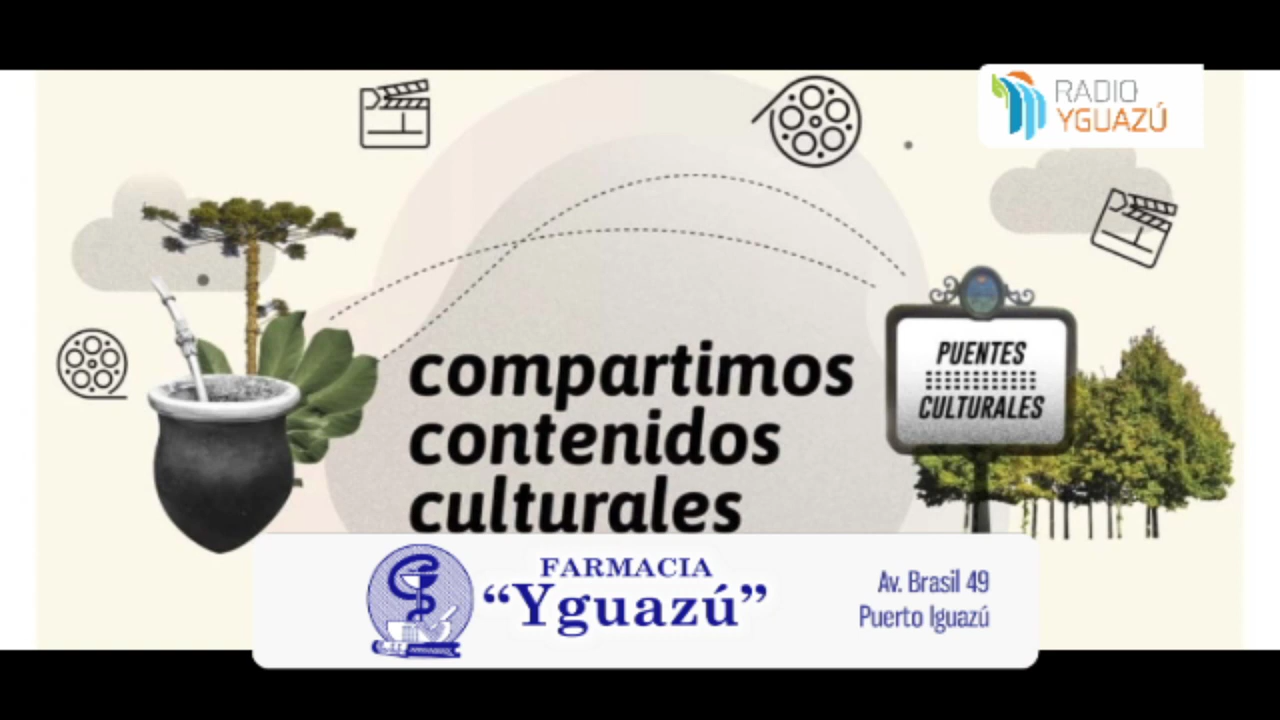 RADIO
YGUAZÚ
compartimos
contenidos
culturales
PUENTES
CULTURALES
FARMACIA
“Yguazú”
Av. Brasil 49
Puerto Iguazú